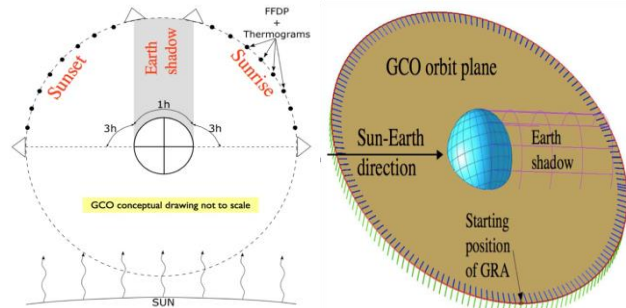 FFDP
+
Thermograms
Sunset
Earth
shadow
Sunrise
1h
3h
3h
GCO conceptual drawing not to scale
SUN
GCO orbit plane
Sun-Earth
direction
Earth
shadow
Starting
position
of GRA